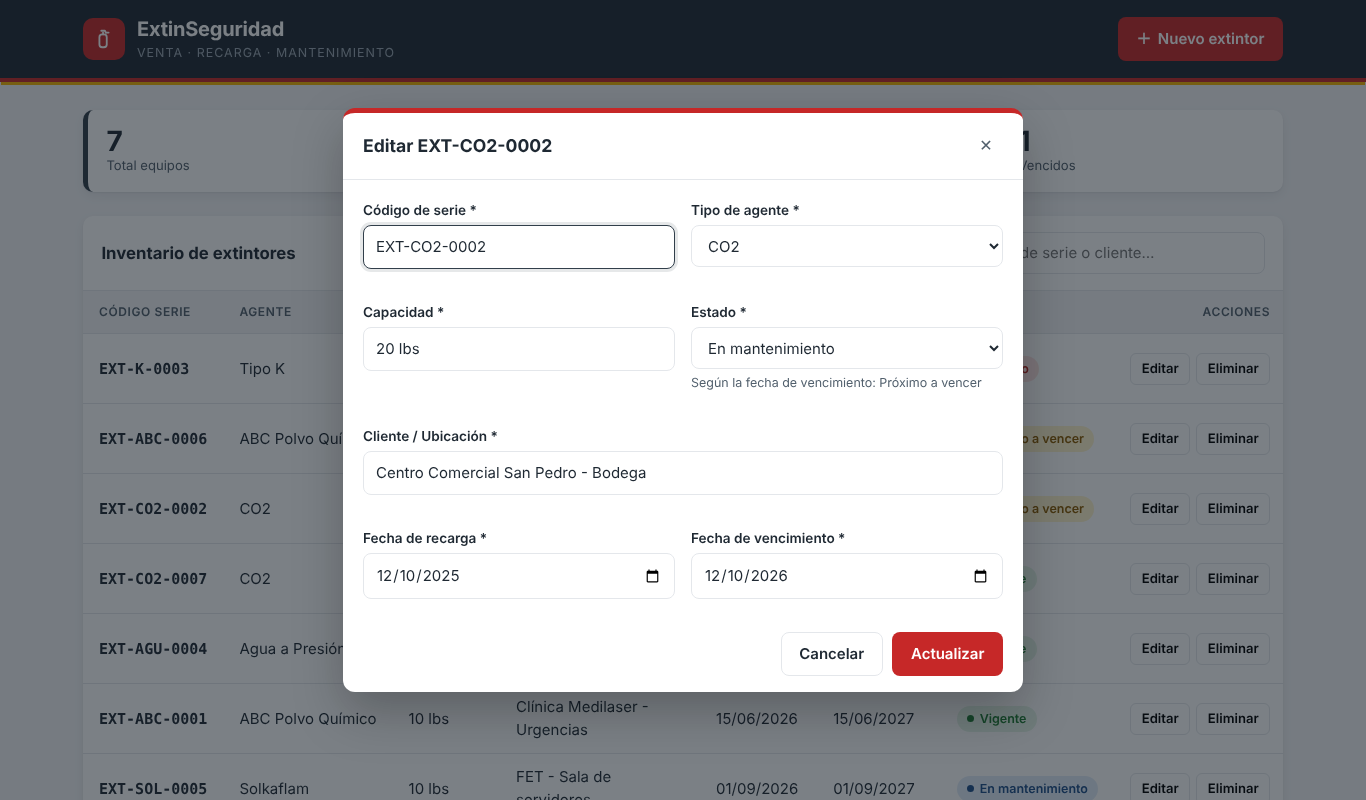 ExtinSeguridad
VENTA · RECARGA · MANTENIMIENTO
+ Nuevo extintor
7
Total equipos
1
Vencidos
Editar EXT-CO2-0002
×
Código de serie *
Tipo de agente *
EXT-CO2-0002
CO2
Capacidad *
Estado *
20 lbs
En mantenimiento
Según la fecha de vencimiento: Próximo a vencer
Cliente / Ubicación *
Centro Comercial San Pedro - Bodega
Fecha de recarga *
Fecha de vencimiento *
12/10/2025
12/10/2026
Cancelar
Actualizar
Inventario de extintores
de serie o cliente...
CÓDIGO SERIE
AGENTE
ACCIONES
EXT-K-0003
Tipo K
Editar
Eliminar
EXT-ABC-0006
ABC Polvo Quí
o a vencer
Editar
Eliminar
EXT-CO2-0002
CO2
o a vencer
Editar
Eliminar
EXT-CO2-0007
CO2
Editar
Eliminar
EXT-AGU-0004
Agua a Presión
Editar
Eliminar
EXT-ABC-0001
ABC Polvo Químico
10 lbs
Clínica Medilaser -
Urgencias
15/06/2026
15/06/2027
Vigente
Editar
Eliminar
EXT-SOL-0005
Solkaflam
10 lbs
FET - Sala de
servidores
01/09/2026
01/09/2027
En mantenimiento
Editar
Eliminar